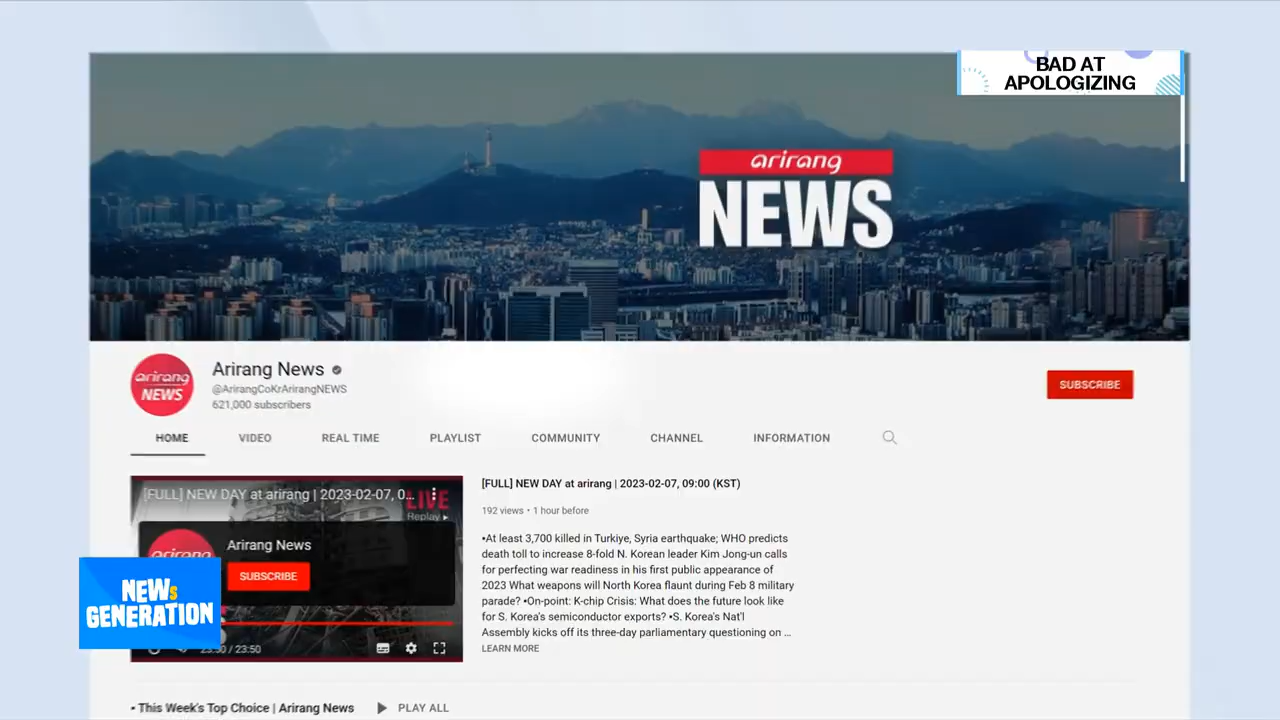 BAD AT
APOLOGIZING
arirang
NEWS
arirang
NEWS
Arirang News
@ArirangCoKrArirangNEWS
621,000 subscribers
SUBSCRIBE
HOME
VIDEO
REAL TIME
PLAYLIST
COMMUNITY
CHANNEL
INFORMATION
[FULL] NEW DAY at arirang | 2023-02-07, 0...
LIVE
Replay
Arirang News
SUBSCRIBE
arirang
23:50 / 23:50
[FULL] NEW DAY at arirang | 2023-02-07, 09:00 (KST)
192 views • 1 hour before
•At least 3,700 killed in Turkiye, Syria earthquake; WHO predicts
death toll to increase 8-fold N. Korean leader Kim Jong-un calls
for perfecting war readiness in his first public appearance of
2023 What weapons will North Korea flaunt during Feb 8 military
parade? •On-point: K-chip Crisis: What does the future look like
for S. Korea's semiconductor exports? •S. Korea's Nat'l
Assembly kicks off its three-day parliamentary questioning on ...
LEARN MORE
NEWs
GENERATION
• This Week's Top Choice | Arirang News
PLAY ALL